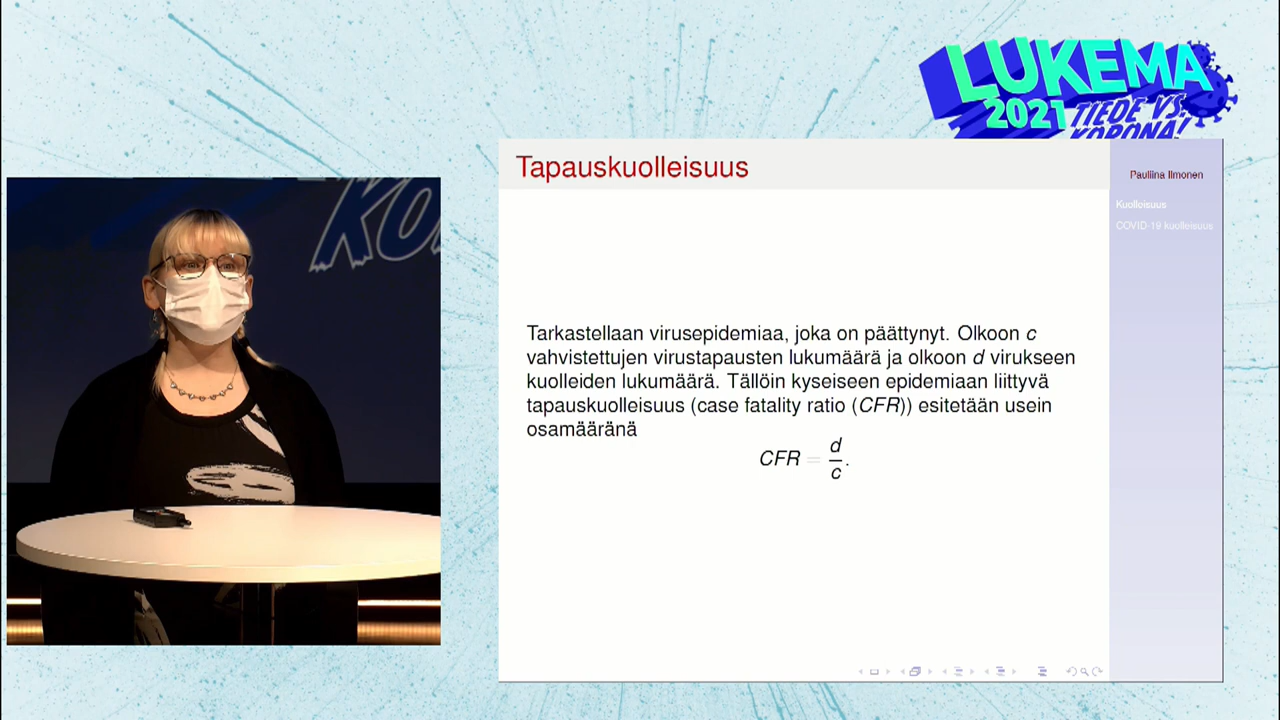 LUKEMA
2021 TIEDE VS.
KORONA!
KO
Tapauskuolleisuus
Pauliina Ilmonen
Kuolleisuus
COVID-19 kuolleisuus
Tarkastellaan virusepidemiaa, joka on päättynyt. Olkoon c
vahvistettujen virustapausten lukumäärä ja olkoon d virukseen
kuolleiden lukumäärä. Tällöin kyseiseen epidemiaan liittyvä
tapauskuolleisuus (case fatality ratio (CFR)) esitetään usein
osamääränä
CFR = d/c.